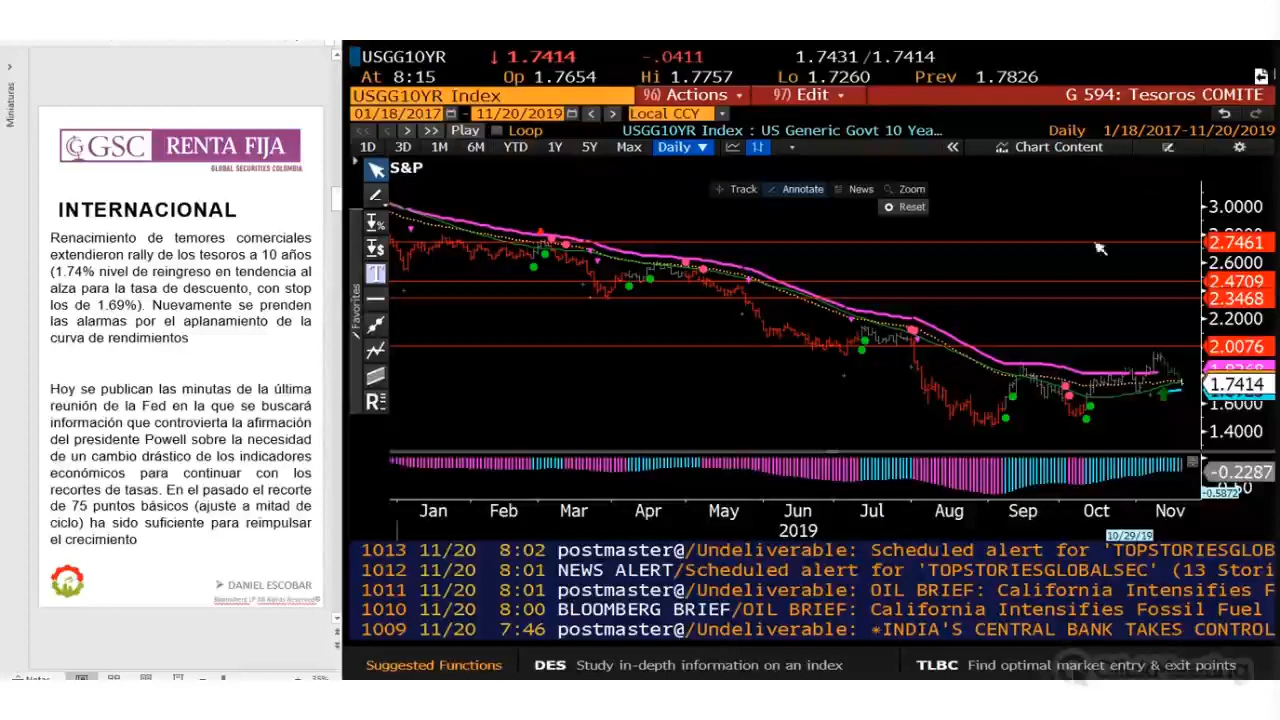 Miniaturas
GSC RENTA FIJA
GLOBAL SECURITIES COLOMBIA
INTERNACIONAL
Renacimiento de temores comerciales
extendieron rally de los tesoros a 10 años
(1.74% nivel de reingreso en tendencia al
alza para la tasa de descuento, con stop
los de 1.69%). Nuevamente se prenden
las alarmas por el aplanamiento de la
curva de rendimientos
Hoy se publican las minutas de la última
reunión de la Fed en la que se buscará
información que controvierta la afirmación
del presidente Powell sobre la necesidad
de un cambio drástico de los indicadores
económicos para continuar con los
recortes de tasas. En el pasado el recorte
de 75 puntos básicos (ajuste a mitad de
ciclo) ha sido suficiente para reimpulsar
el crecimiento
➤ DANIEL ESCOBAR
Bloomberg LP All Rights Reserved®
Notas 35%
USGG10YR ↓ 1.7414 -.0411 1.7431/1.7414
At 8:15 Op 1.7654 Hi 1.7757 Lo 1.7260 Prev 1.7826
USGG10YR Index 96) Actions 97) Edit G 594: Tesoros COMITE
01/18/2017 - 11/20/2019 < > Local CCY
<< < > >> Play Loop USGG10YR Index : US Generic Govt 10 Yea... Daily 1/18/2017-11/20/2019
1D 3D 1M 6M YTD 1Y 5Y Max Daily ▼ « Chart Content
S&P
Track Annotate News Zoom
Reset
Favorites
3.0000
2.7461
2.6000
2.4709
2.3468
2.2000
2.0076
1.7414
1.6000
1.4000
-0.2287
-0.5872
Jan Feb Mar Apr May Jun Jul Aug Sep Oct Nov
2019
10/29/19
1013 11/20 8:02 postmaster@/Undeliverable: Scheduled alert for 'TOPSTORIESGLOB
1012 11/20 8:01 NEWS ALERT/Scheduled alert for 'TOPSTORIESGLOBALSEC' (13 Stori
1011 11/20 8:01 postmaster@/Undeliverable: OIL BRIEF: California Intensifies F
1010 11/20 8:00 BLOOMBERG BRIEF/OIL BRIEF: California Intensifies Fossil Fuel
1009 11/20 7:46 postmaster@/Undeliverable: *INDIA'S CENTRAL BANK TAKES CONTROL
Suggested Functions DES Study in-depth information on an index TLBC Find optimal market entry & exit points